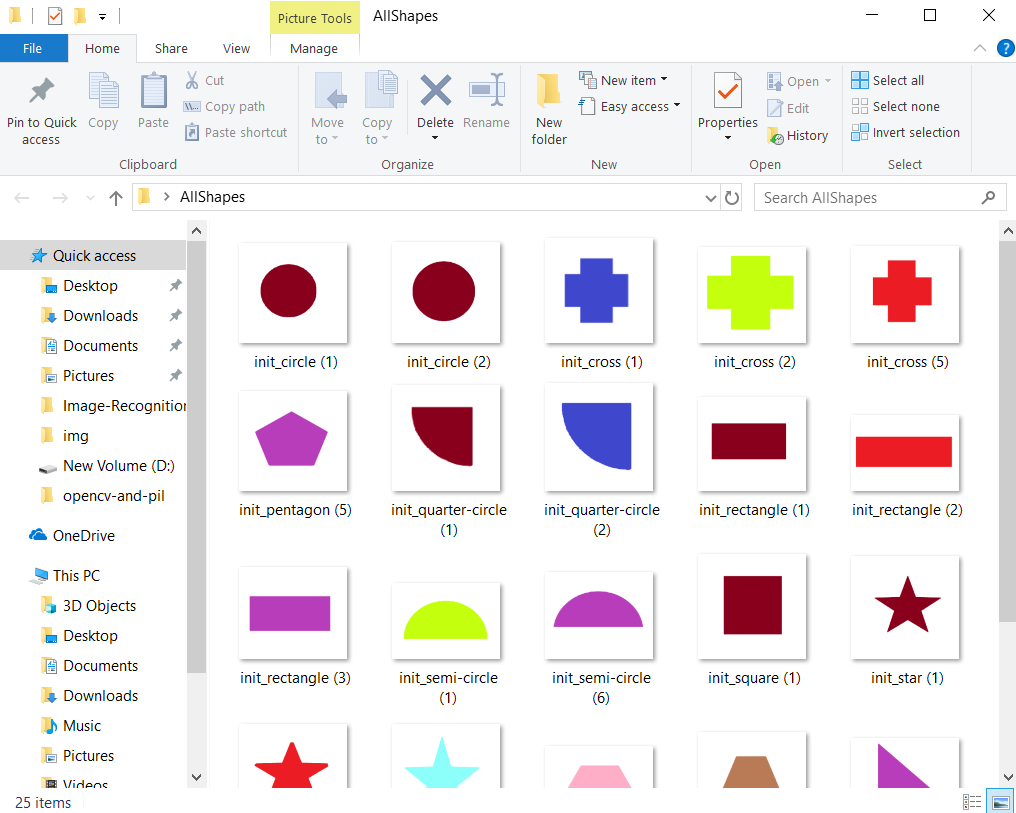 Picture Tools
AllShapes
File
Home
Share
View
Manage
?
Pin to Quick
access
Copy
Paste
Cut
Copy path
Paste shortcut
Clipboard
Move
to
Copy
to
Delete
Rename
Organize
New
folder
New item
Easy access
New
Properties
Open
Edit
History
Open
Select all
Select none
Invert selection
Select
AllShapes
Search AllShapes
Quick access
Desktop
Downloads
Documents
Pictures
Image-Recognition
img
New Volume (D:)
opencv-and-pil
OneDrive
This PC
3D Objects
Desktop
Documents
Downloads
Music
Pictures
Videos
init_circle (1)
init_circle (2)
init_cross (1)
init_cross (2)
init_cross (5)
init_pentagon (5)
init_quarter-circle
(1)
init_quarter-circle
(2)
init_rectangle (1)
init_rectangle (2)
init_rectangle (3)
init_semi-circle
(1)
init_semi-circle
(6)
init_square (1)
init_star (1)
25 items